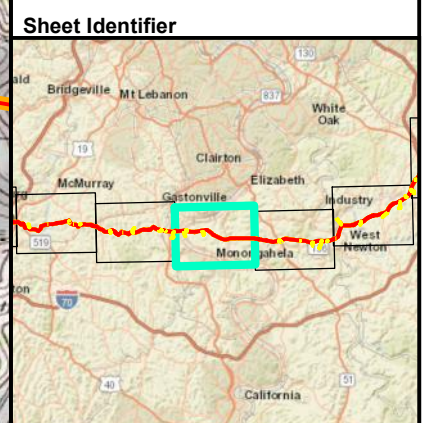 Sheet Identifier
130
ald
Bridgeville
Mt Lebanon
837
White
Oak
19
Clairton
McMurray
Elizabeth
Gastonville
Industry
519
West
Newton
Monongahela
70
40
51
California